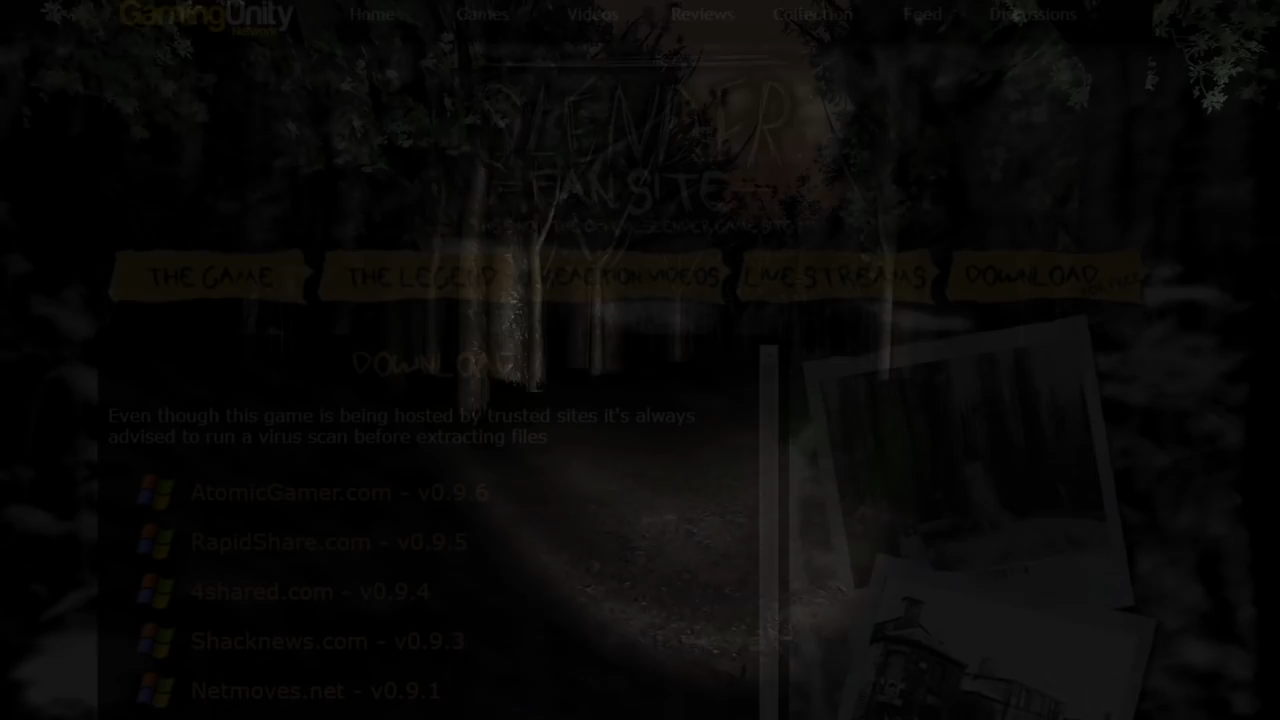 GamingUnity
Network
Home Games Videos Reviews Collection Feed Discussions
SLENDER
FANSITE
THE GAME THE LEGEND REACTION VIDEOS LIVE STREAMS DOWNLOAD
DOWNLOAD
Even though this game is being hosted by trusted sites it's always
advised to run a virus scan before extracting files
AtomicGamer.com - v0.9.6
RapidShare.com - v0.9.5
4shared.com - v0.9.4
Shacknews.com - v0.9.3
Netmoves.net - v0.9.1